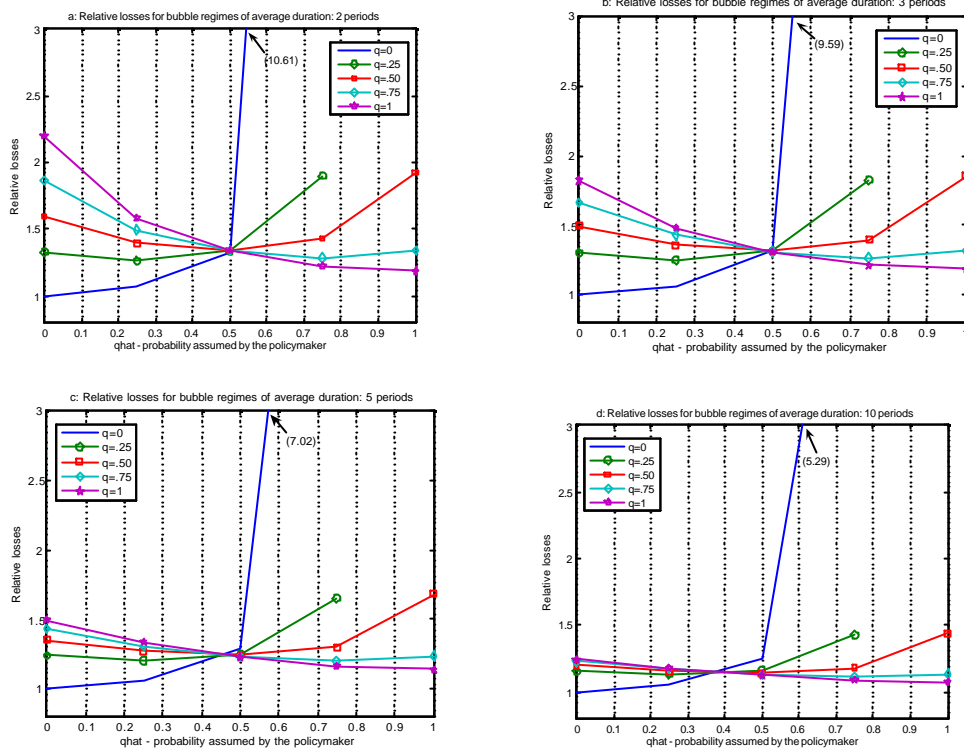 a: Relative losses for bubble regimes of average duration: 2 periods
3
2.5
2
1.5
1
Relative losses
(10.61)
q=0
q=.25
q=.50
q=.75
q=1
0 0.1 0.2 0.3 0.4 0.5 0.6 0.7 0.8 0.9 1
qhat - probability assumed by the policymaker
b: Relative losses for bubble regimes of average duration: 3 periods
3
2.5
2
1.5
1
Relative losses
(9.59)
q=0
q=.25
q=.50
q=.75
q=1
0 0.1 0.2 0.3 0.4 0.5 0.6 0.7 0.8 0.9 1
qhat - probability assumed by the policymaker
c: Relative losses for bubble regimes of average duration: 5 periods
3
2.5
2
1.5
1
Relative losses
(7.02)
q=0
q=.25
q=.50
q=.75
q=1
0 0.1 0.2 0.3 0.4 0.5 0.6 0.7 0.8 0.9 1
qhat - probability assumed by the policymaker
d: Relative losses for bubble regimes of average duration: 10 periods
3
2.5
2
1.5
1
Relative losses
(5.29)
q=0
q=.25
q=.50
q=.75
q=1
0 0.1 0.2 0.3 0.4 0.5 0.6 0.7 0.8 0.9 1
qhat - probability assumed by the policymaker